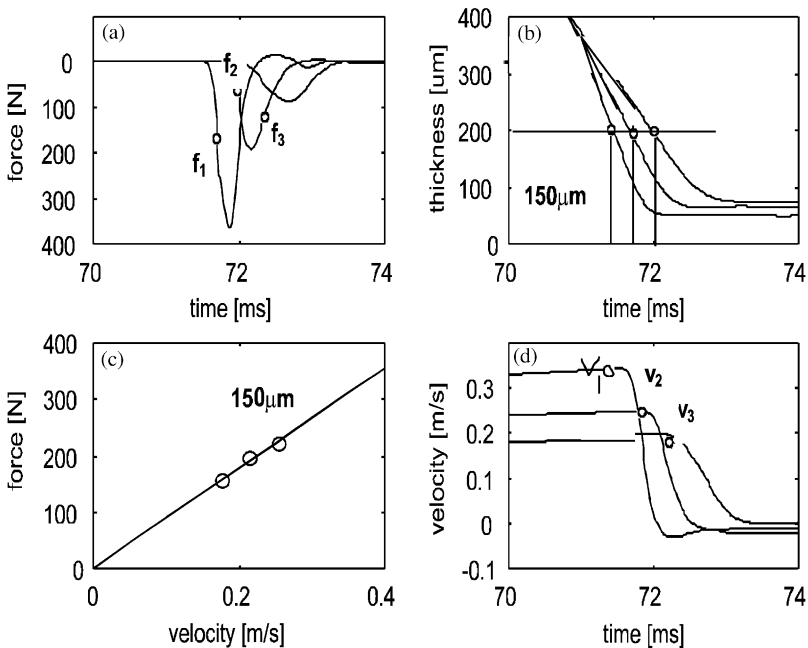 (a)
0
100
200
300
400
force [N]
f2
f3
f1
70
72
74
time [ms]
(b)
400
300
200
100
0
thickness [um]
150μm
70
72
74
time [ms]
(c)
400
300
200
100
0
force [N]
150μm
0
0.2
0.4
velocity [m/s]
(d)
0.3
0.2
0.1
0
-0.1
velocity [m/s]
v2
v3
70
72
74
time [ms]